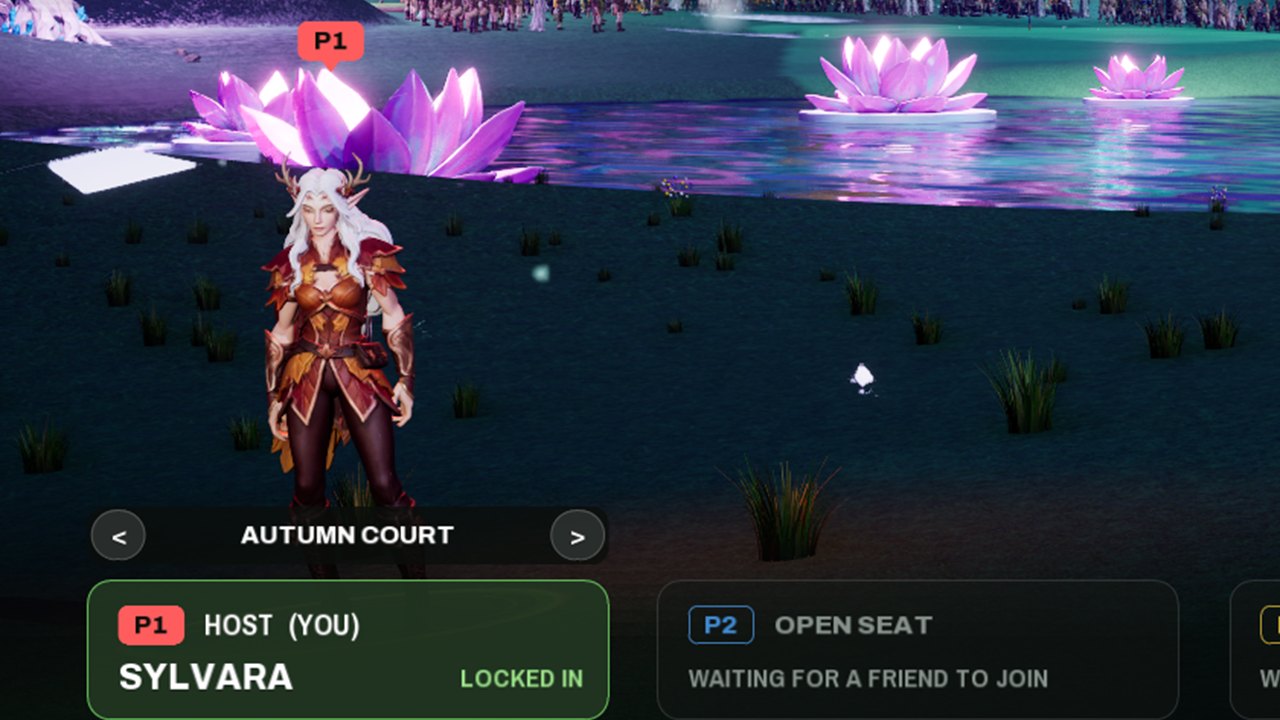 P1
< AUTUMN COURT >
P1 HOST (YOU)
SYLVARA LOCKED IN
P2 OPEN SEAT
WAITING FOR A FRIEND TO JOIN